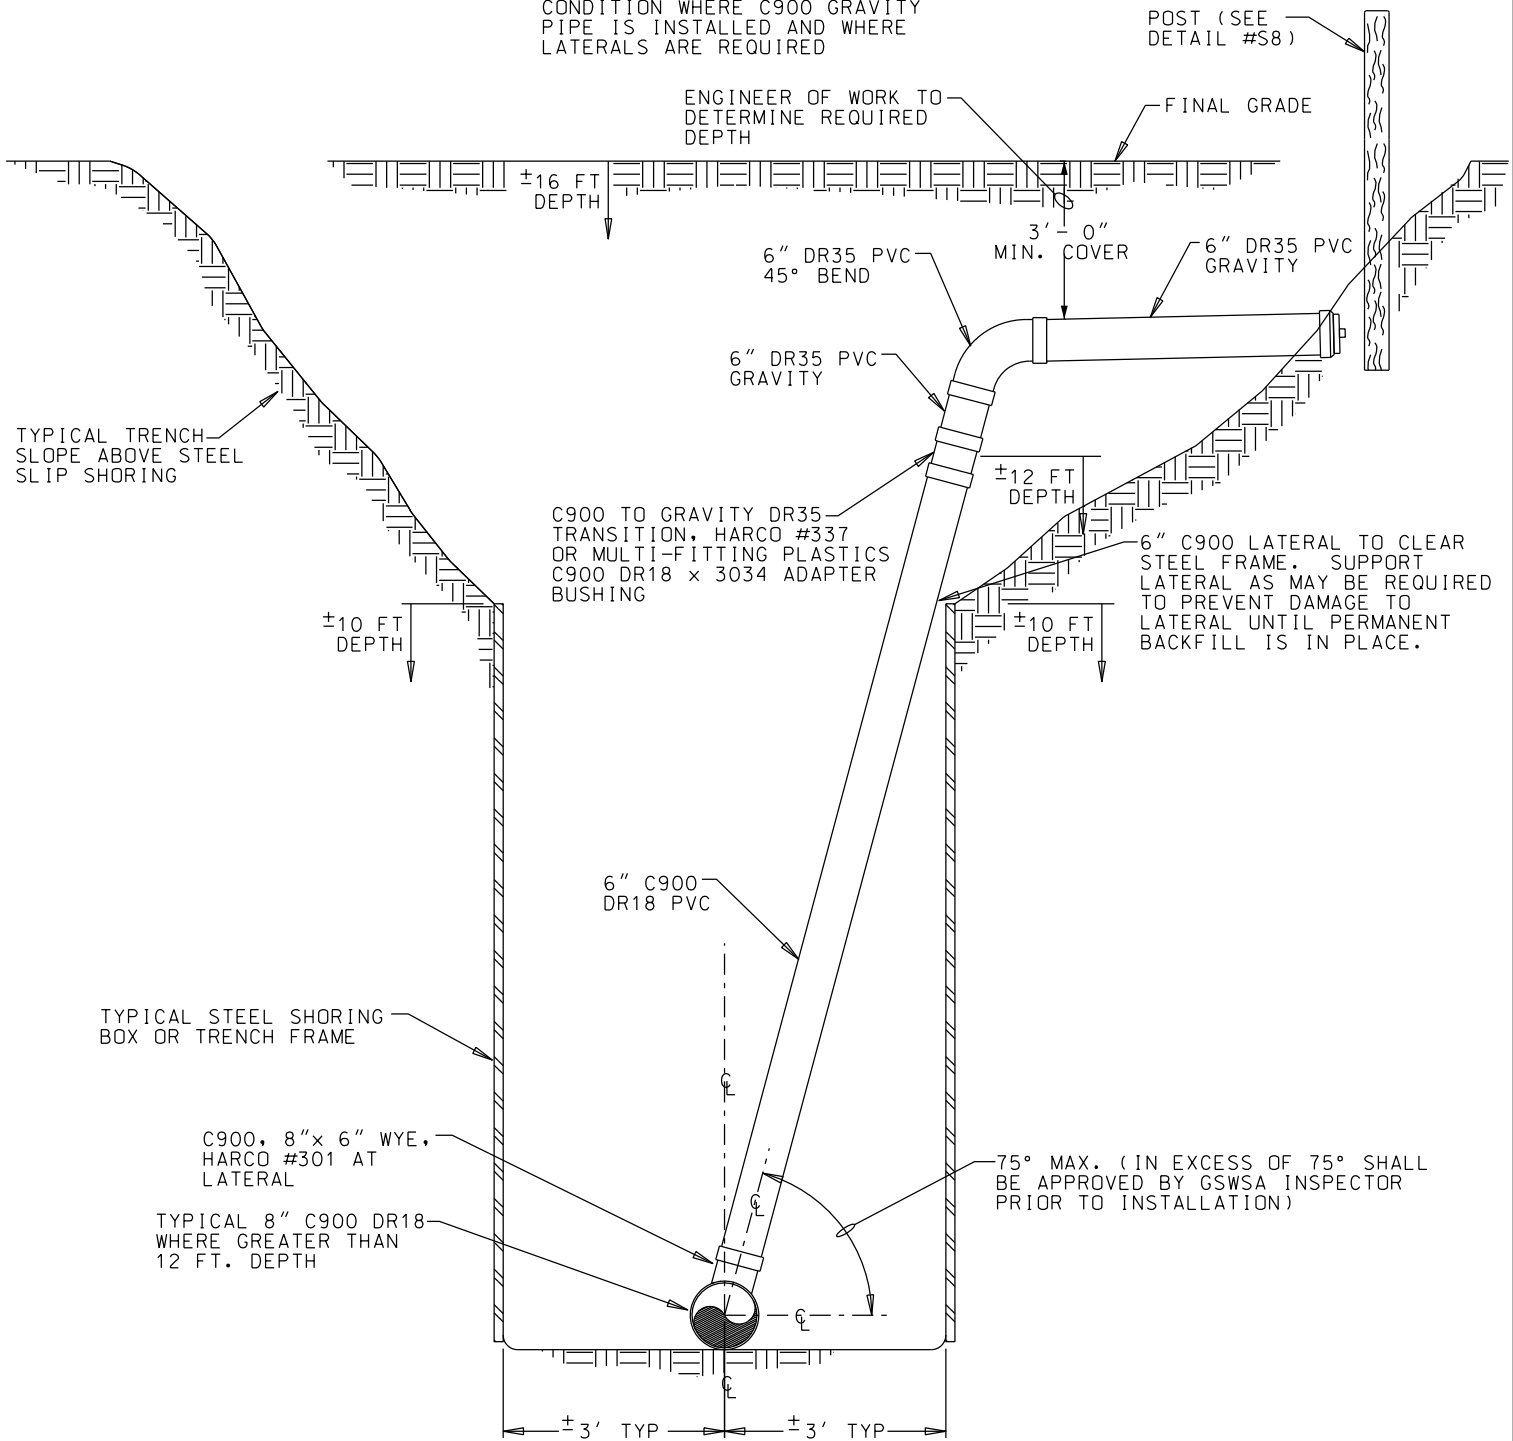 CONDITION WHERE C900 GRAVITY
PIPE IS INSTALLED AND WHERE
LATERALS ARE REQUIRED
POST (SEE
DETAIL #S8)
ENGINEER OF WORK TO
DETERMINE REQUIRED
DEPTH
FINAL GRADE
±16 FT
DEPTH
3'-0"
MIN. COVER
6" DR35 PVC
45° BEND
6" DR35 PVC
GRAVITY
6" DR35 PVC
GRAVITY
TYPICAL TRENCH
SLOPE ABOVE STEEL
SLIP SHORING
±12 FT
DEPTH
C900 TO GRAVITY DR35
TRANSITION, HARCO #337
OR MULTI-FITTING PLASTICS
C900 DR18 x 3034 ADAPTER
BUSHING
6" C900 LATERAL TO CLEAR
STEEL FRAME. SUPPORT
LATERAL AS MAY BE REQUIRED
TO PREVENT DAMAGE TO
LATERAL UNTIL PERMANENT
BACKFILL IS IN PLACE.
±10 FT
DEPTH
±10 FT
DEPTH
6" C900
DR18 PVC
TYPICAL STEEL SHORING
BOX OR TRENCH FRAME
℄
C900, 8"x 6" WYE,
HARCO #301 AT
LATERAL
75° MAX. (IN EXCESS OF 75° SHALL
BE APPROVED BY GSWSA INSPECTOR
PRIOR TO INSTALLATION)
℄
TYPICAL 8" C900 DR18
WHERE GREATER THAN
12 FT. DEPTH
℄
℄
±3' TYP
±3' TYP